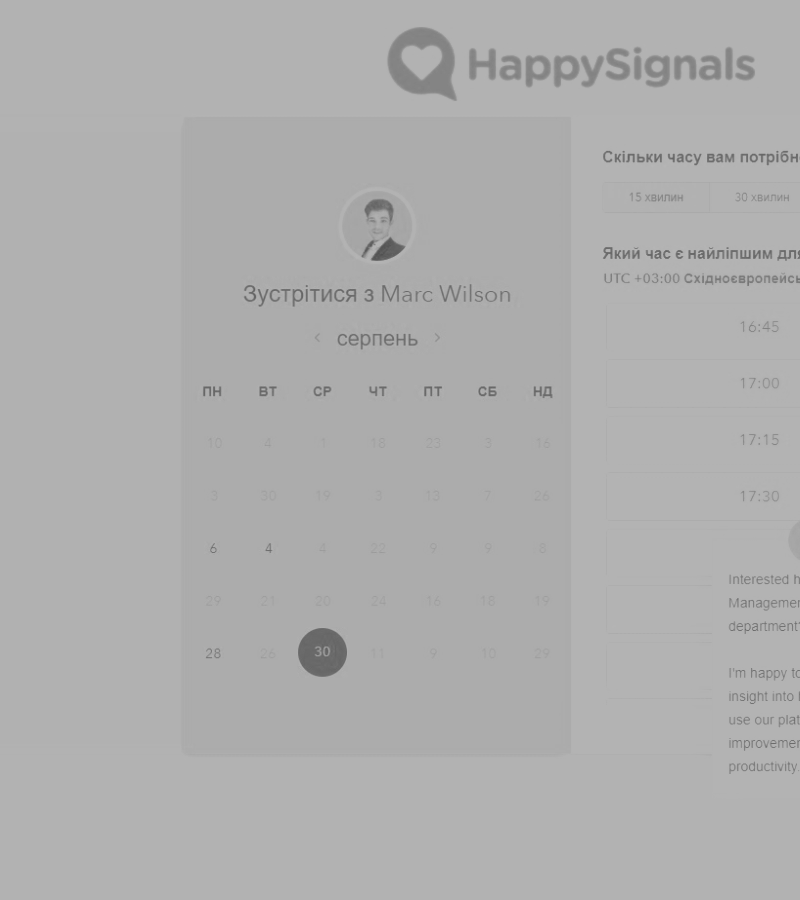 HappySignals
Зустрітися з Marc Wilson
< серпень >
ПН ВТ СР ЧТ ПТ СБ НД
10 4 1 18 23 3 16
3 30 19 3 13 7 26
6 4 4 22 9 9 8
29 21 20 24 16 18 19
28 26 30 11 9 10 29
Скільки часу вам потрібн
15 хвилин 30 хвилин
Який час є найліпшим для
UTC +03:00 Східноєвропейсь
16:45
17:00
17:15
17:30
Interested h
Managemen
department'
I'm happy to
insight into
use our plat
improvemen
productivity.